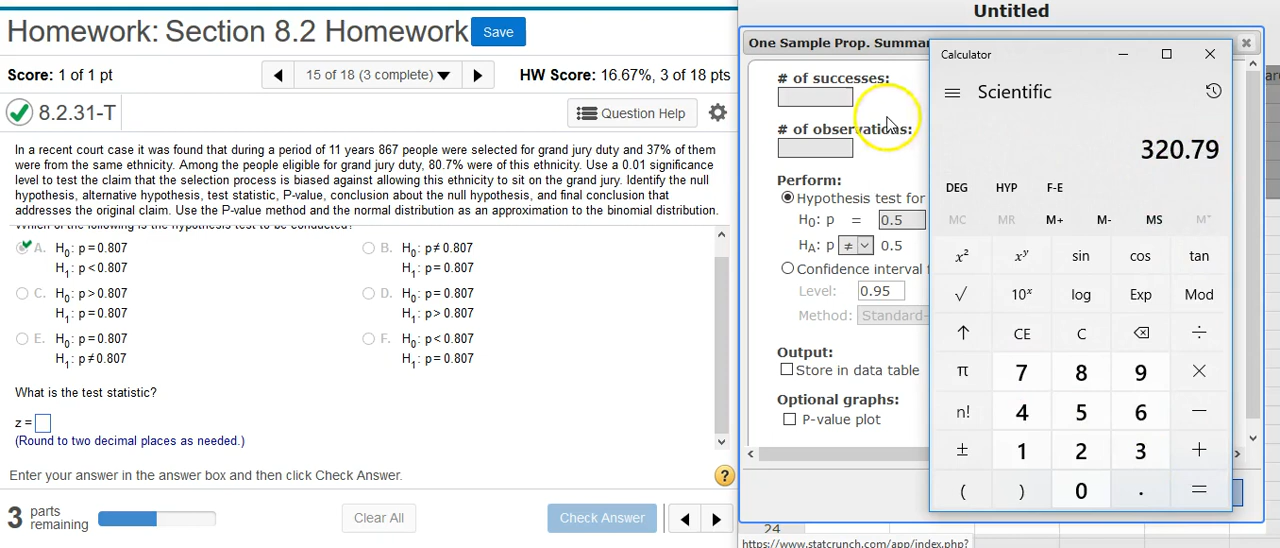 Homework: Section 8.2 Homework
Save
Score: 1 of 1 pt
15 of 18 (3 complete)
HW Score: 16.67%, 3 of 18 pts
8.2.31-T
Question Help
In a recent court case it was found that during a period of 11 years 867 people were selected for grand jury duty and 37% of them
were from the same ethnicity. Among the people eligible for grand jury duty, 80.7% were of this ethnicity. Use a 0.01 significance
level to test the claim that the selection process is biased against allowing this ethnicity to sit on the grand jury. Identify the null
hypothesis, alternative hypothesis, test statistic, P-value, conclusion about the null hypothesis, and final conclusion that
addresses the original claim. Use the P-value method and the normal distribution as an approximation to the binomial distribution.
Which of the following is the hypothesis test to be conducted?
A. H0: p=0.807
H1: p<0.807
B. H0: p≠0.807
H1: p=0.807
C. H0: p>0.807
H1: p=0.807
D. H0: p=0.807
H1: p>0.807
E. H0: p=0.807
H1: p≠0.807
F. H0: p<0.807
H1: p=0.807
What is the test statistic?
z =
(Round to two decimal places as needed.)
Enter your answer in the answer box and then click Check Answer.
?
3 parts
remaining
Clear All
Check Answer
Untitled
One Sample Prop. Summar
# of successes:
# of observations:
Perform:
Hypothesis test for
H0: p = 0.5
HA: p ≠ 0.5
Confidence interval f
Level: 0.95
Method: Standard-
Output:
Store in data table
Optional graphs:
P-value plot
24
https://www.statcrunch.com/app/index.php?
Calculator
Scientific
320.79
DEG HYP F-E
MC MR M+ M- MS M˅
x² xʸ sin cos tan
√ 10ˣ log Exp Mod
↑ CE C ⌫ ÷
π 7 8 9 ×
n! 4 5 6 −
± 1 2 3 +
( ) 0 . =